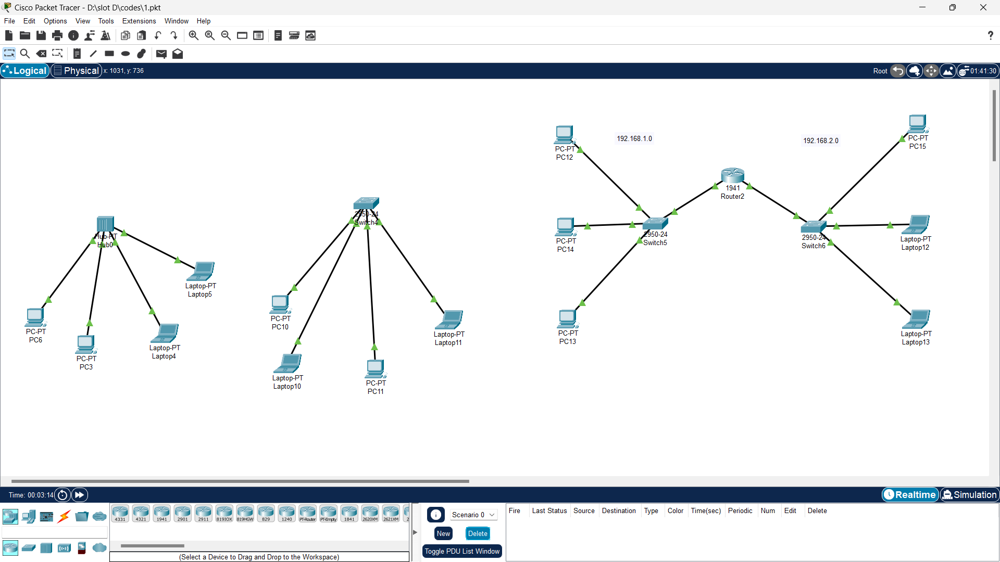 Cisco Packet Tracer - D:\slot D\codes\1.pkt
File Edit Options View Tools Extensions Window Help
?
Logical Physical x: 1031, y: 736 Root 01:41:30
192.168.1.0
192.168.2.0
PC-PT
PC12
PC-PT
PC15
1941
Router2
2950-24
Switch4
Hub-PT
Hub0
PC-PT
PC14
2950-24
Switch5
2950-24
Switch6
Laptop-PT
Laptop12
Laptop-PT
Laptop5
PC-PT
PC6
PC-PT
PC3
Laptop-PT
Laptop4
PC-PT
PC10
Laptop-PT
Laptop10
PC-PT
PC11
Laptop-PT
Laptop11
PC-PT
PC13
Laptop-PT
Laptop13
Time: 00:03:14 Realtime Simulation
4331 4321 1941 2901 2911 819IOX 819HGW 829 1240 PT-Router PT-Empty 1841 2620XM 2621XM 2
(Select a Device to Drag and Drop to the Workspace)
Scenario 0
New Delete
Toggle PDU List Window
Fire Last Status Source Destination Type Color Time(sec) Periodic Num Edit Delete